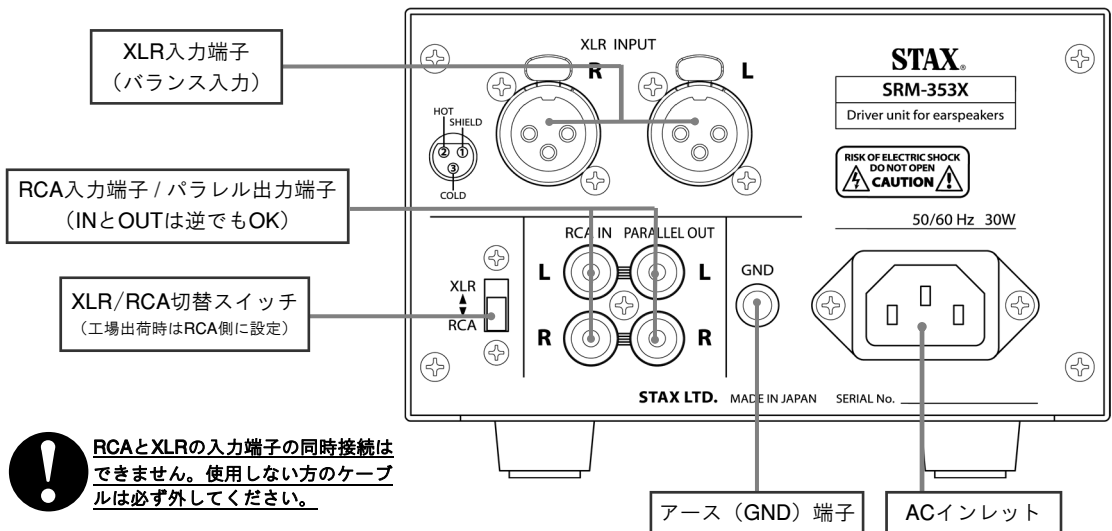 XLR入力端子
（バランス入力）
RCA入力端子 / パラレル出力端子
（INとOUTは逆でもOK）
XLR/RCA切替スイッチ
（工場出荷時はRCA側に設定）
XLR INPUT
R
L
HOT
SHIELD
2
1
3
COLD
STAX®
SRM-353X
Driver unit for earspeakers
RISK OF ELECTRIC SHOCK
DO NOT OPEN
CAUTION
50/60 Hz 30W
XLR
RCA
RCA IN PARALLEL OUT
L
L
R
R
GND
STAX LTD. MADE IN JAPAN SERIAL No.
RCAとXLRの入力端子の同時接続は
できません。使用しない方のケーブ
ルは必ず外してください。
アース（GND）端子
ACインレット